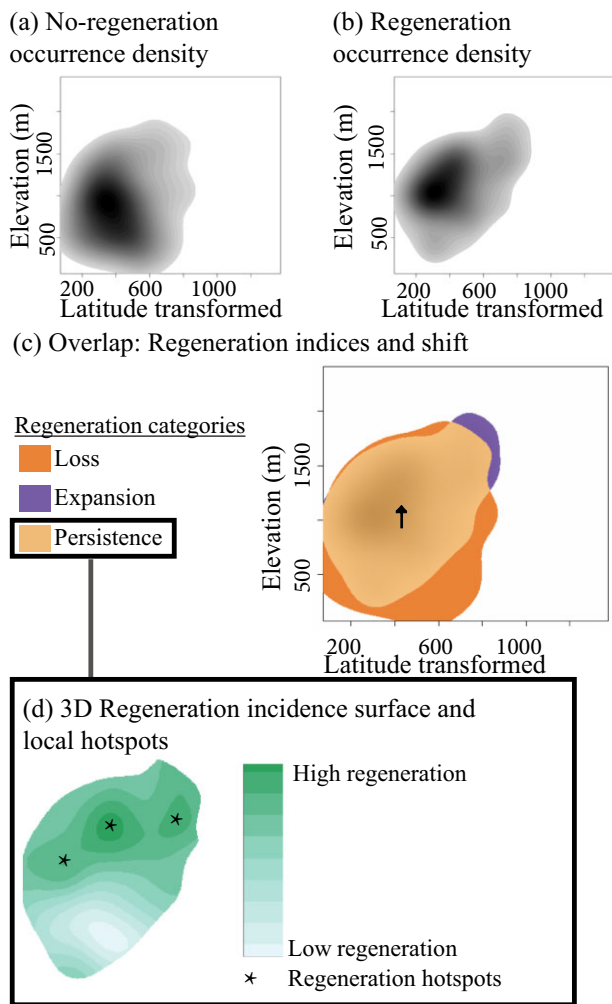 (a) No-regeneration
occurrence density
(b) Regeneration
occurrence density
Elevation (m)
1500
500
200 600 1000
Latitude transformed
Elevation (m)
1500
500
200 600 1000
Latitude transformed
(c) Overlap: Regeneration indices and shift
Regeneration categories
Loss
Expansion
Persistence
Elevation (m)
1500
500
200 600 1000
Latitude transformed
(d) 3D Regeneration incidence surface and
local hotspots
High regeneration
Low regeneration
Regeneration hotspots